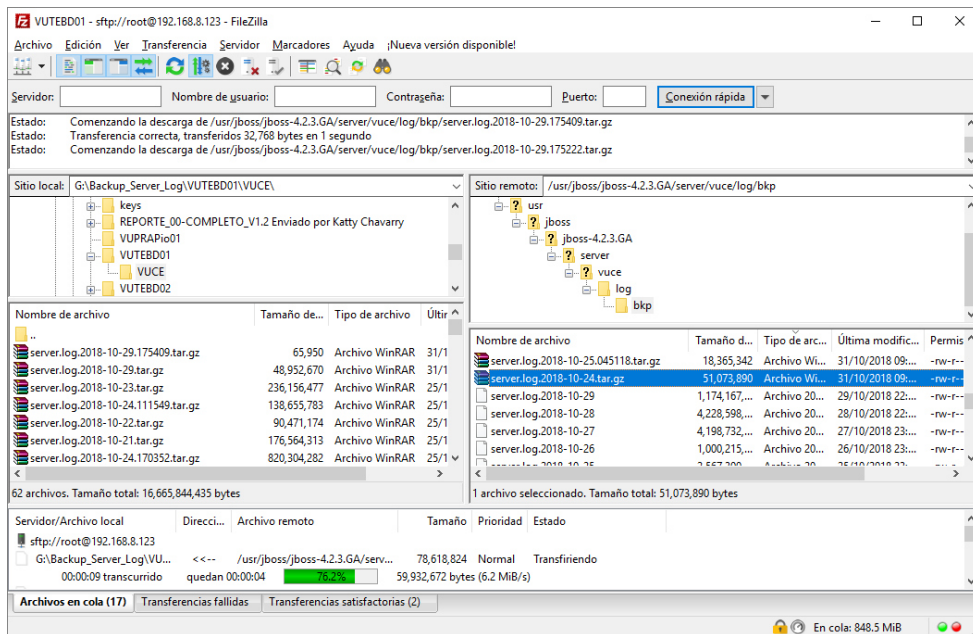 VUTEBD01 - sftp://root@192.168.8.123 - FileZilla
Archivo Edición Ver Transferencia Servidor Marcadores Ayuda ¡Nueva versión disponible!
Servidor: Nombre de usuario: Contraseña: Puerto: Conexión rápida
Estado: Comenzando la descarga de /usr/jboss/jboss-4.2.3.GA/server/vuce/log/bkp/server.log.2018-10-29.175409.tar.gz
Estado: Transferencia correcta, transferidos 32,768 bytes en 1 segundo
Estado: Comenzando la descarga de /usr/jboss/jboss-4.2.3.GA/server/vuce/log/bkp/server.log.2018-10-29.175222.tar.gz
Sitio local: G:\Backup_Server_Log\VUTEBD01\VUCE\
keys
REPORTE_00-COMPLETO_V1.2 Enviado por Katty Chavarry
VUPRAPio01
VUTEBD01
VUCE
VUTEBD02
Sitio remoto: /usr/jboss/jboss-4.2.3.GA/server/vuce/log/bkp
usr
jboss
jboss-4.2.3.GA
server
vuce
log
bkp
Nombre de archivo Tamaño de... Tipo de archivo Últir
..
server.log.2018-10-29.175409.tar.gz 65,950 Archivo WinRAR 31/1
server.log.2018-10-29.tar.gz 48,952,670 Archivo WinRAR 31/1
server.log.2018-10-23.tar.gz 236,156,477 Archivo WinRAR 25/1
server.log.2018-10-24.111549.tar.gz 138,655,783 Archivo WinRAR 25/1
server.log.2018-10-22.tar.gz 90,471,174 Archivo WinRAR 25/1
server.log.2018-10-21.tar.gz 176,564,313 Archivo WinRAR 25/1
server.log.2018-10-24.170352.tar.gz 820,304,282 Archivo WinRAR 25/1
62 archivos. Tamaño total: 16,665,844,435 bytes
Nombre de archivo Tamaño d... Tipo de arc... Última modific... Permis
server.log.2018-10-25.045118.tar.gz 18,365,342 Archivo Wi... 31/10/2018 09:... -rw-r--
server.log.2018-10-24.tar.gz 51,073,890 Archivo Wi... 31/10/2018 09:... -rw-r--
server.log.2018-10-29 1,174,167,... Archivo 20... 29/10/2018 22:... -rw-r--
server.log.2018-10-28 4,228,598,... Archivo 20... 28/10/2018 22:... -rw-r--
server.log.2018-10-27 4,198,732,... Archivo 20... 27/10/2018 23:... -rw-r--
server.log.2018-10-26 1,000,215,... Archivo 20... 26/10/2018 23:... -rw-r--
1 archivo seleccionado. Tamaño total: 51,073,890 bytes
Servidor/Archivo local Direcci... Archivo remoto Tamaño Prioridad Estado
sftp://root@192.168.8.123
G:\Backup_Server_Log\VU... <<-- /usr/jboss/jboss-4.2.3.GA/serv... 78,618,824 Normal Transfiriendo
00:00:09 transcurrido quedan 00:00:04 76.2% 59,932,672 bytes (6.2 MiB/s)
Archivos en cola (17) Transferencias fallidas Transferencias satisfactorias (2)
En cola: 848.5 MiB